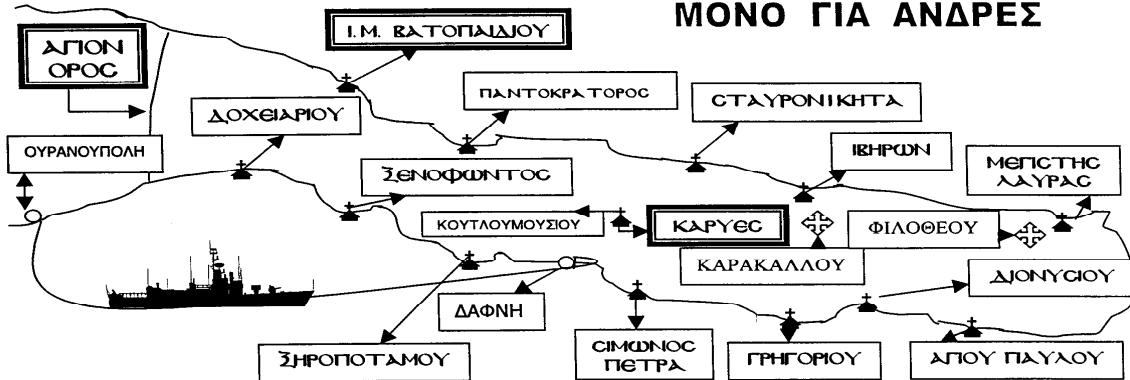 ΜΟΝΟ ΓΙΑ ΑΝΔΡΕΣ
ΑΓΙΟΝ
ΟΡΟΣ
Ι.Μ. ΒΑΤΟΠΑΙΔΙΟΥ
ΔΟΧΕΙΑΡΙΟΥ
ΠΑΝΤΟΚΡΑΤΟΡΟΣ
ΣΤΑΥΡΟΝΙΚΗΤΑ
ΟΥΡΑΝΟΥΠΟΛΗ
ΞΕΝΟΦΩΝΤΟΣ
ΙΒΗΡΩΝ
ΜΕΓΙΣΤΗΣ
ΛΑΥΡΑΣ
ΚΟΥΤΛΟΥΜΟΥΣΙΟΥ
ΚΑΡΥΕΣ
ΦΙΛΟΘΕΟΥ
ΚΑΡΑΚΑΛΛΟΥ
ΔΙΟΝΥΣΙΟΥ
ΔΑΦΝΗ
ΞΗΡΟΠΟΤΑΜΟΥ
ΣΙΜΩΝΟΣ
ΠΕΤΡΑ
ΓΡΗΓΟΡΙΟΥ
ΑΓΙΟΥ ΠΑΥΛΟΥ